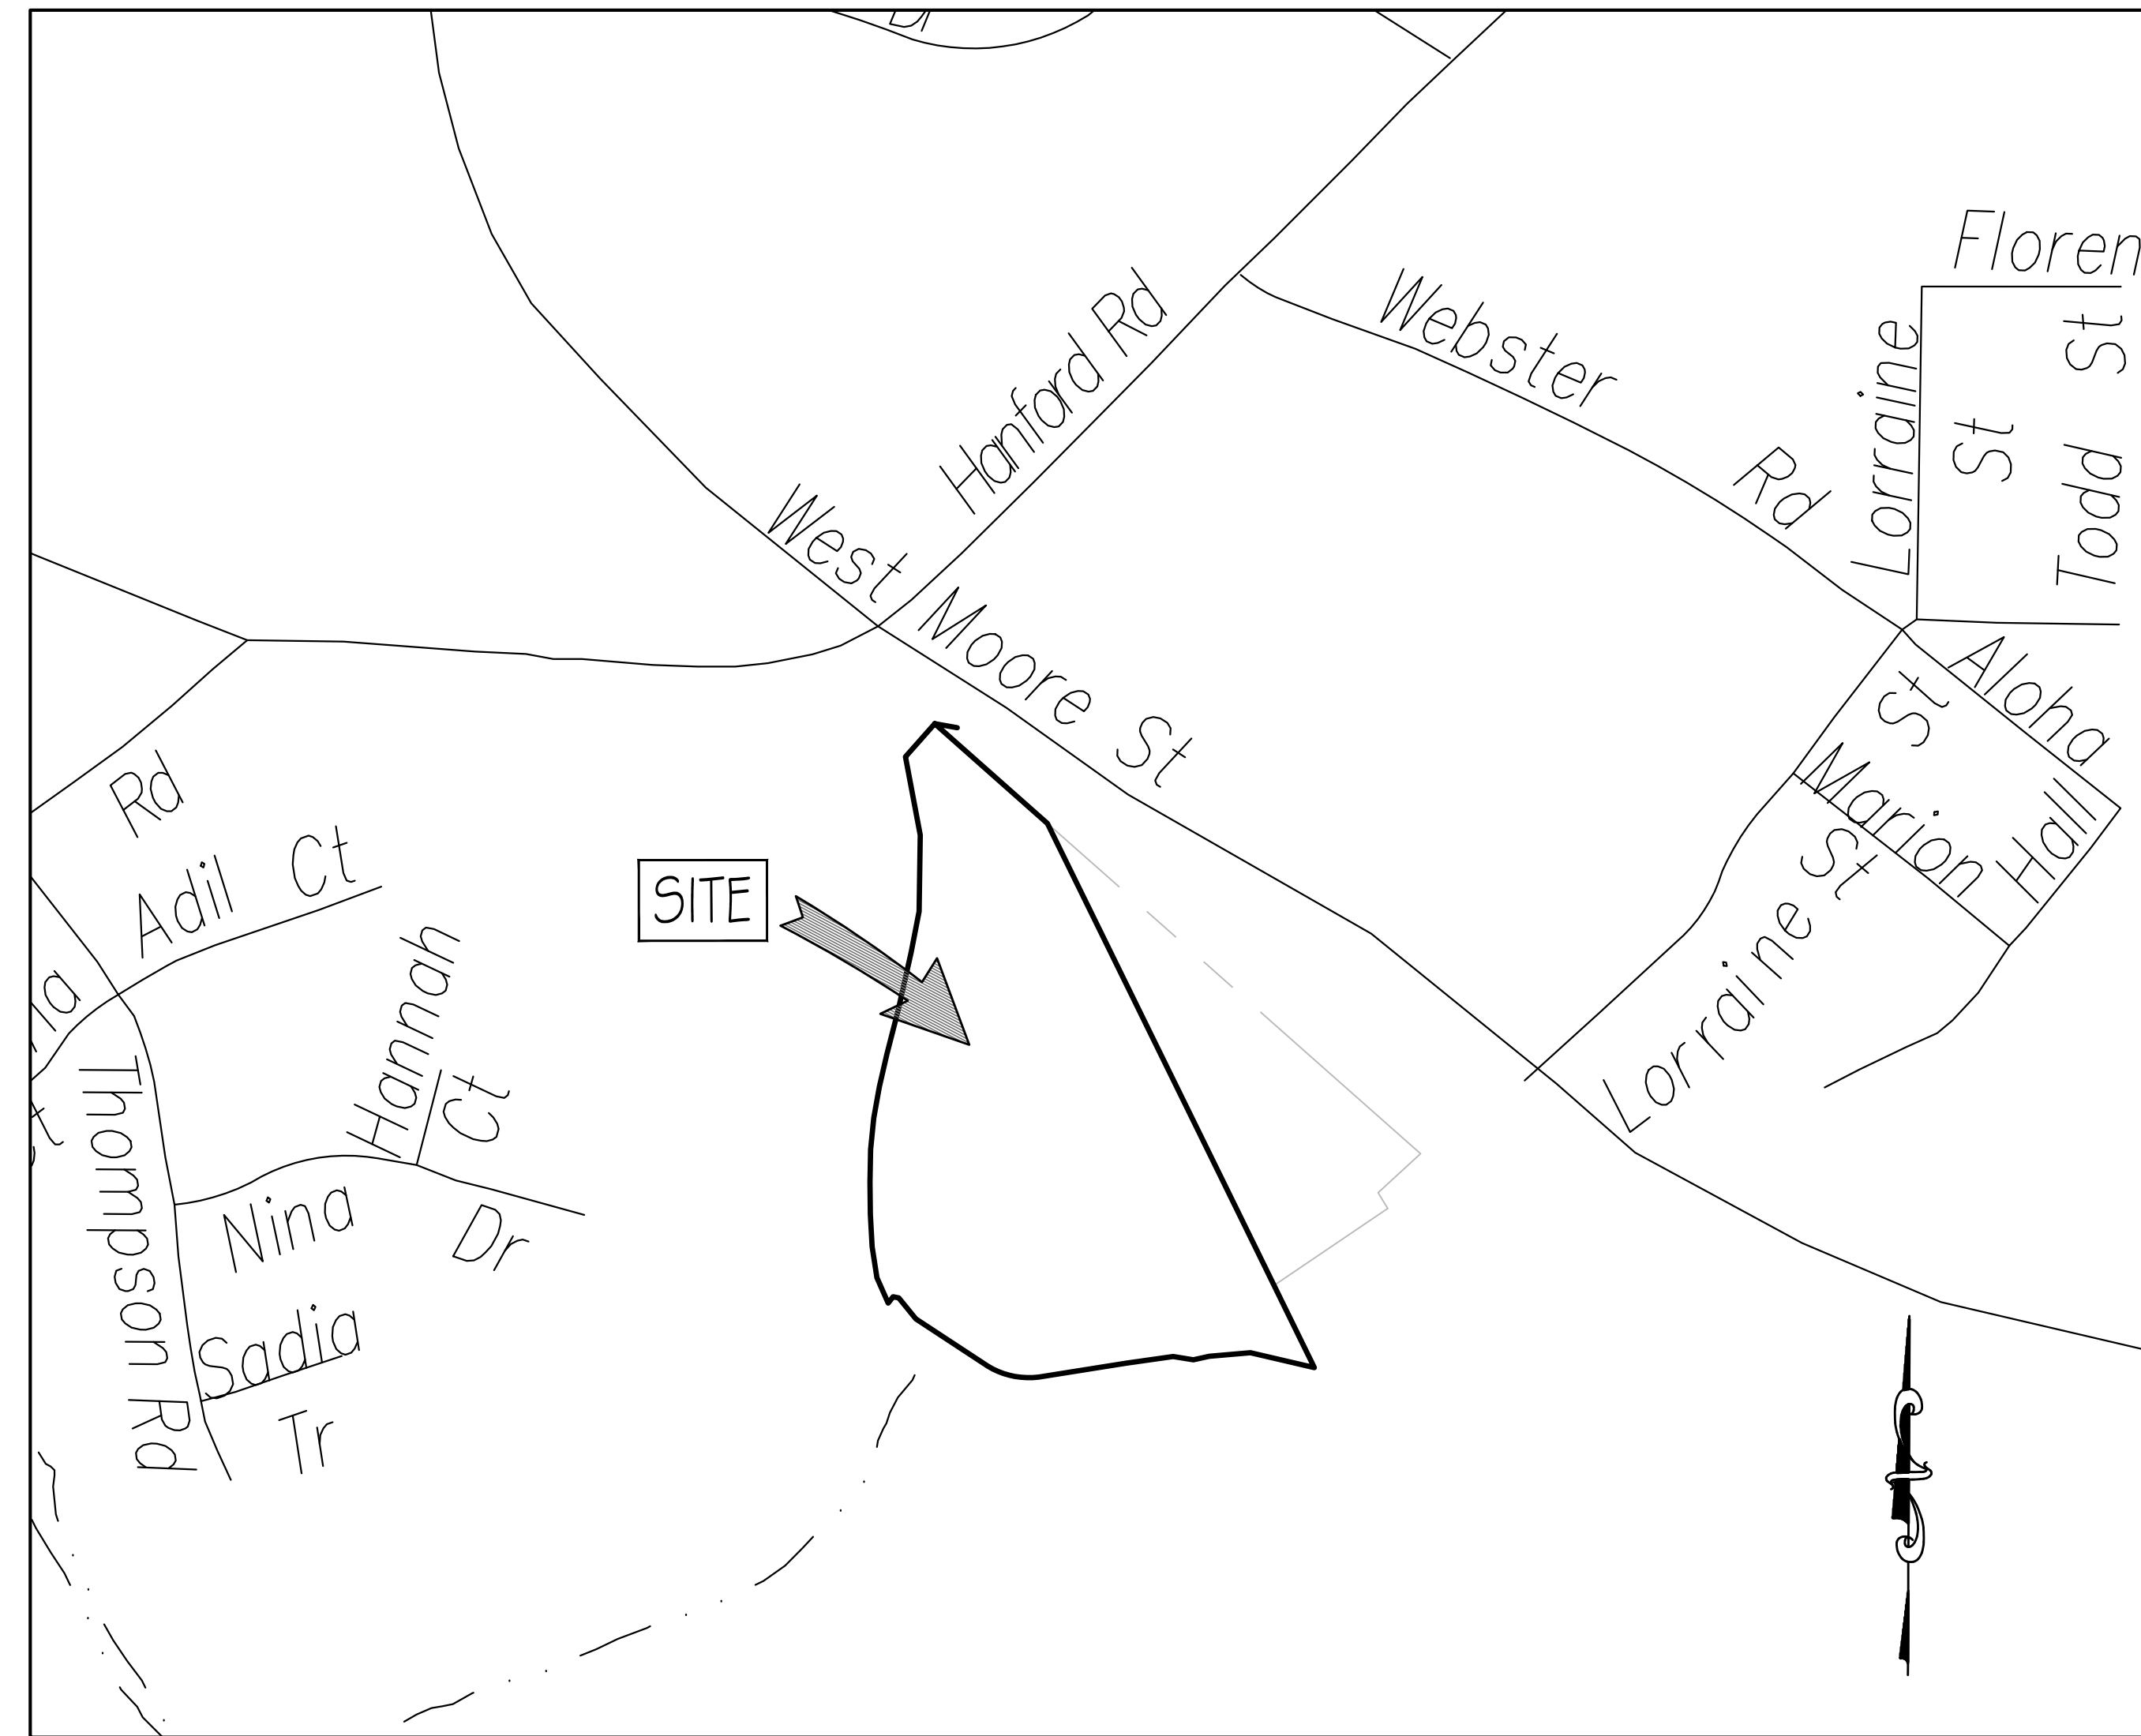 Floren
Webster
Rd
Hanford Rd
Lorraine
St
Todd St
West Moore St
Aloha
St
Marion
Hall
Rd
Adil Ct
SITE
Hannah
Ct
Lorraine St
Thompson Rd
Nina
Dr
Sadia
Tr